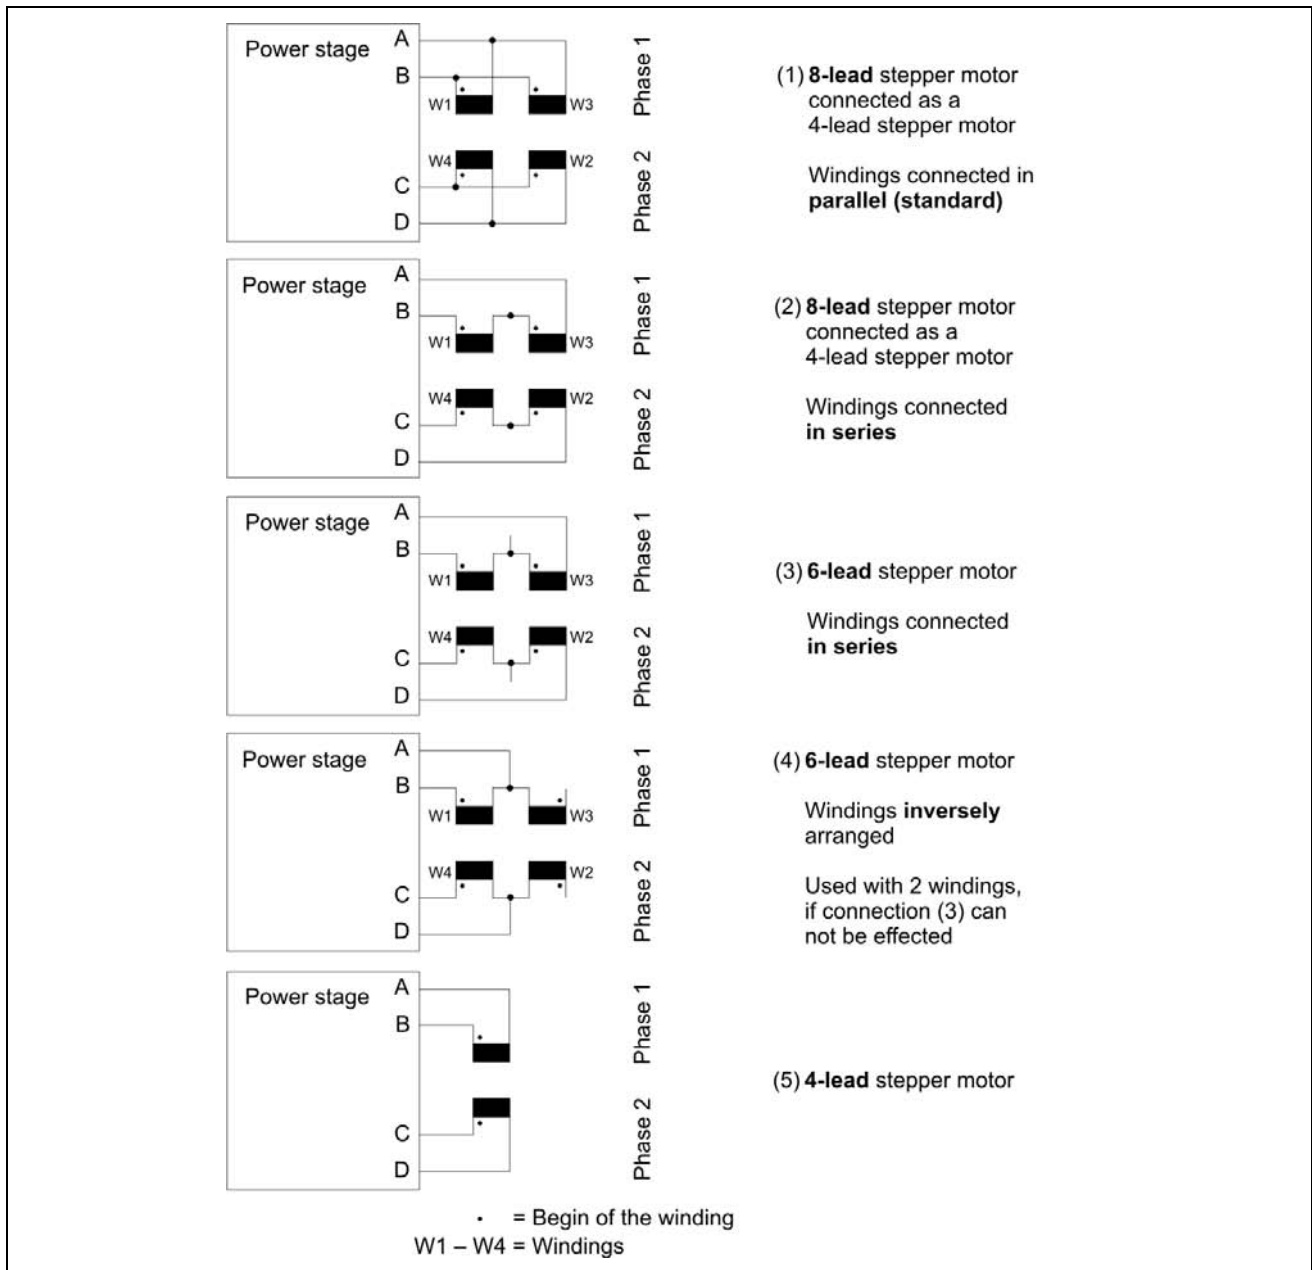 Power stage
A
B
W1
W3
W4
W2
C
D
Phase 1
Phase 2
(1) 8-lead stepper motor
connected as a
4-lead stepper motor
Windings connected in
parallel (standard)
Power stage
A
B
W1
W3
W4
W2
C
D
Phase 1
Phase 2
(2) 8-lead stepper motor
connected as a
4-lead stepper motor
Windings connected
in series
Power stage
A
B
W1
W3
W4
W2
C
D
Phase 1
Phase 2
(3) 6-lead stepper motor
Windings connected
in series
Power stage
A
B
W1
W3
W4
W2
C
D
Phase 1
Phase 2
(4) 6-lead stepper motor
Windings inversely
arranged
Used with 2 windings,
if connection (3) can
not be effected
Power stage
A
B
C
D
Phase 1
Phase 2
(5) 4-lead stepper motor
• = Begin of the winding
W1 – W4 = Windings